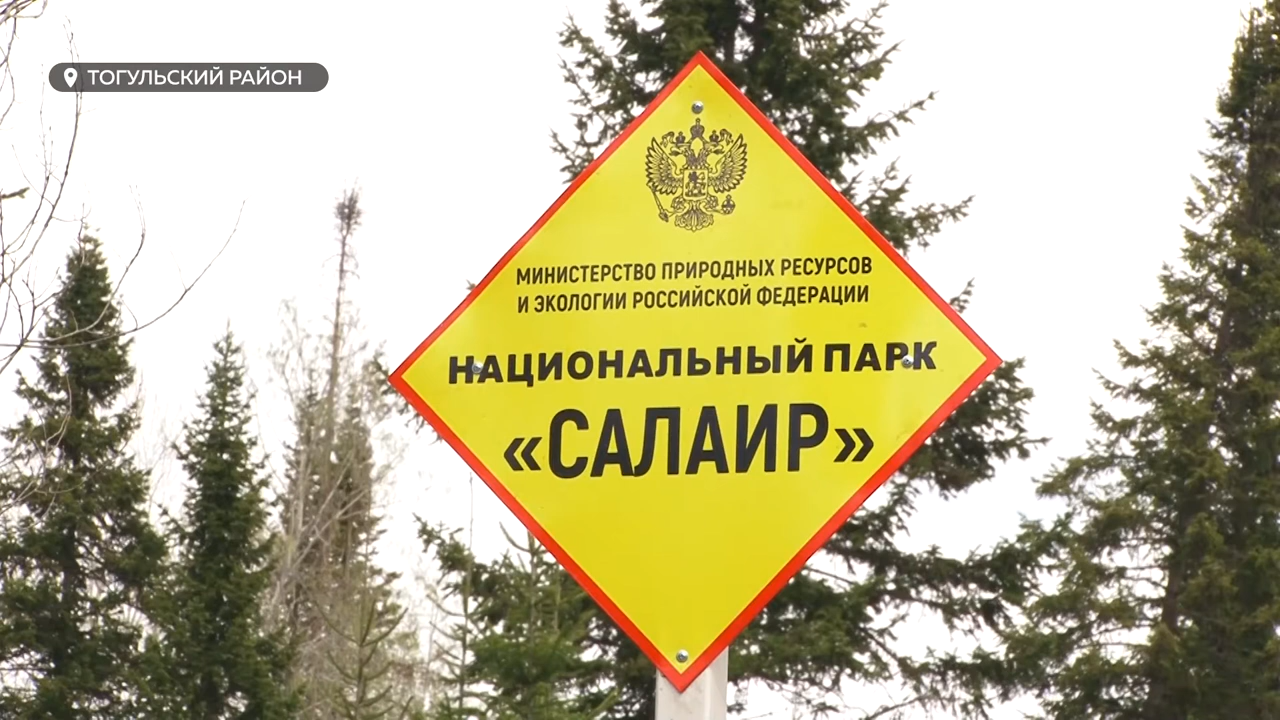 ТОГУЛЬСКИЙ РАЙОН
МИНИСТЕРСТВО ПРИРОДНЫХ РЕСУРСОВ
И ЭКОЛОГИИ РОССИЙСКОЙ ФЕДЕРАЦИИ
НАЦИОНАЛЬНЫЙ ПАРК
«САЛАИР»